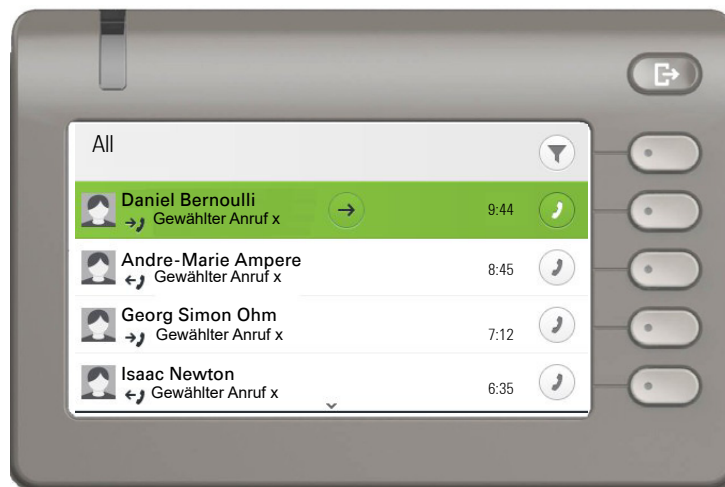 All
Daniel Bernoulli
Gewählter Anruf x
9:44
Andre-Marie Ampere
Gewählter Anruf x
8:45
Georg Simon Ohm
Gewählter Anruf x
7:12
Isaac Newton
Gewählter Anruf x
6:35